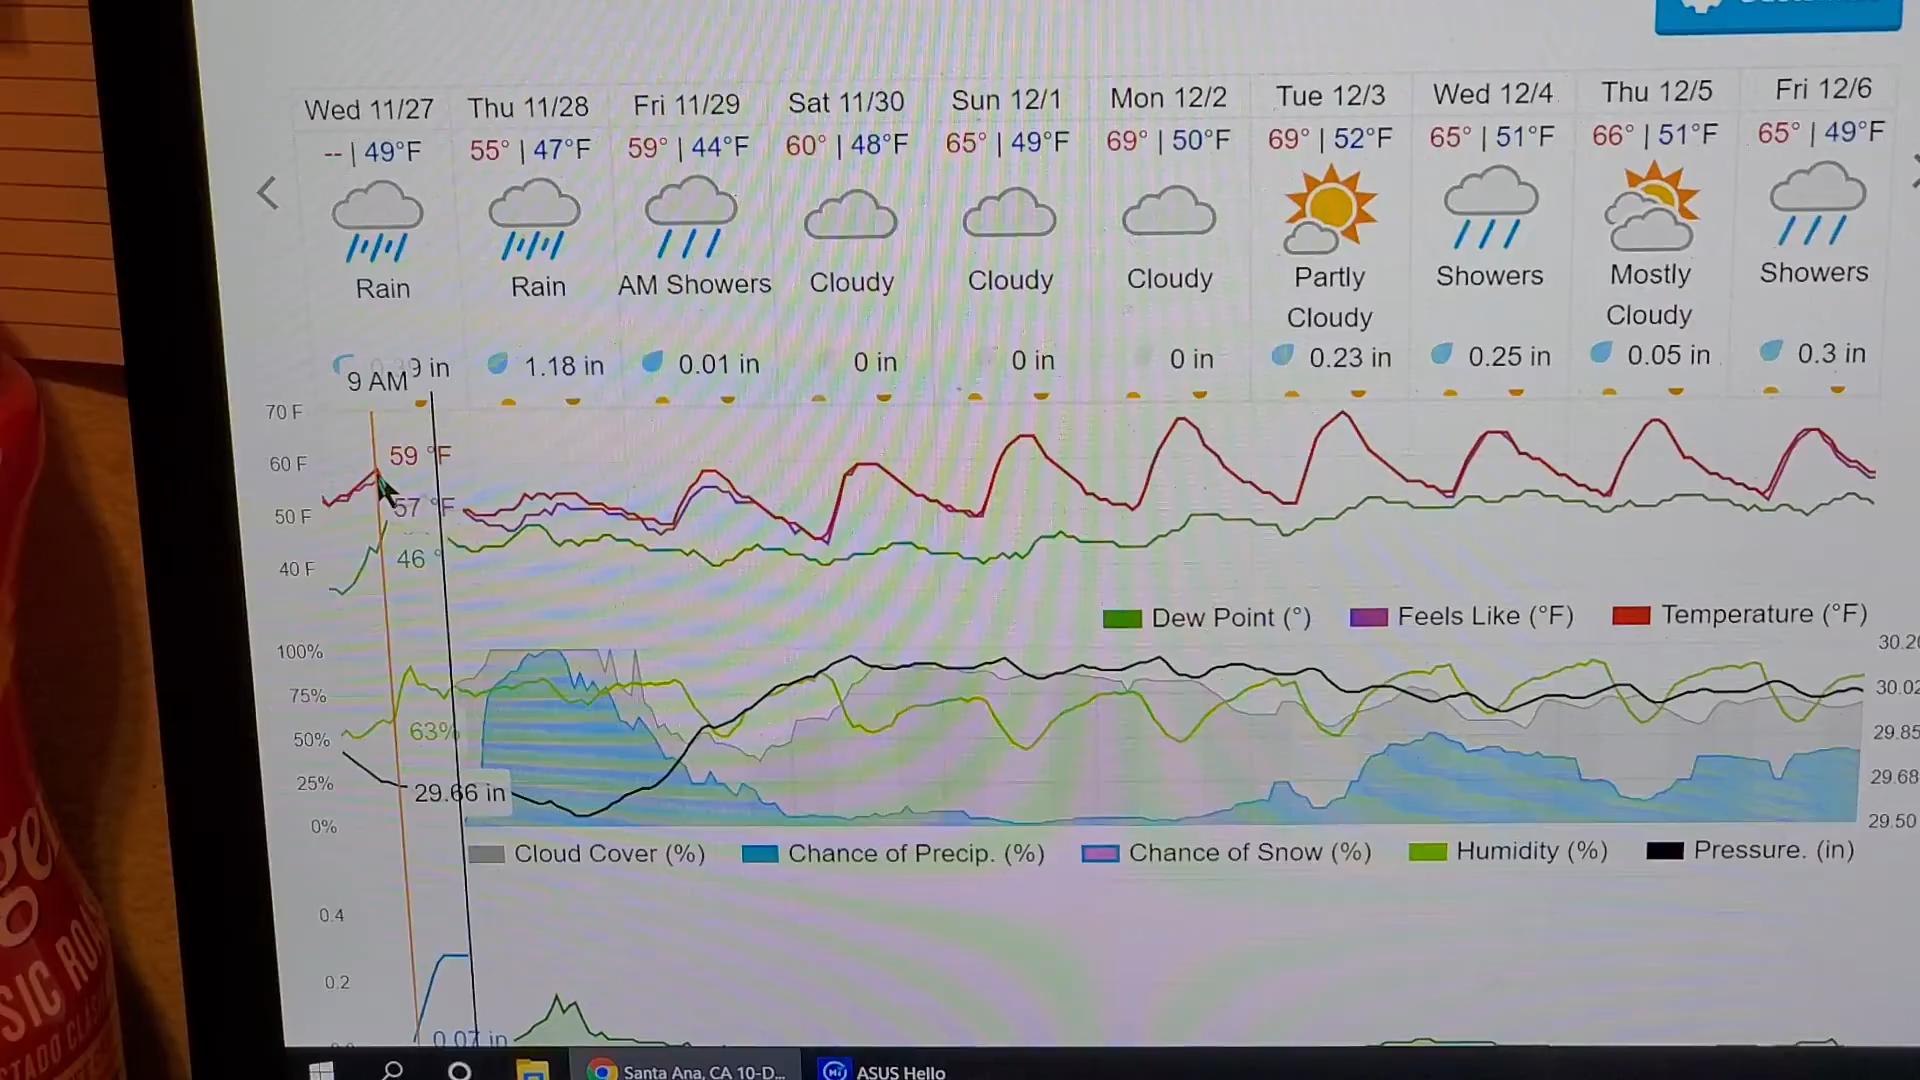 Wed 11/27 Thu 11/28 Fri 11/29 Sat 11/30 Sun 12/1 Mon 12/2 Tue 12/3 Wed 12/4 Thu 12/5 Fri 12/6
-- | 49°F 55° | 47°F 59° | 44°F 60° | 48°F 65° | 49°F 69° | 50°F 69° | 52°F 65° | 51°F 66° | 51°F 65° | 49°F
Rain Rain AM Showers Cloudy Cloudy Cloudy Partly Showers Mostly Showers
Cloudy Cloudy
9 in 1.18 in 0.01 in 0 in 0 in 0 in 0.23 in 0.25 in 0.05 in 0.3 in
9 AM
70 F
59 °F
60 F
57 °F
50 F
46 °
40 F
Dew Point (°) Feels Like (°F) Temperature (°F)
100% 30.20
75% 30.02
63%
50% 29.85
25% 29.66 in 29.68
0% 29.50
Cloud Cover (%) Chance of Precip. (%) Chance of Snow (%) Humidity (%) Pressure. (in)
0.4
0.2
0.07 in
Santa Ana, CA 10-D... ASUS Hello